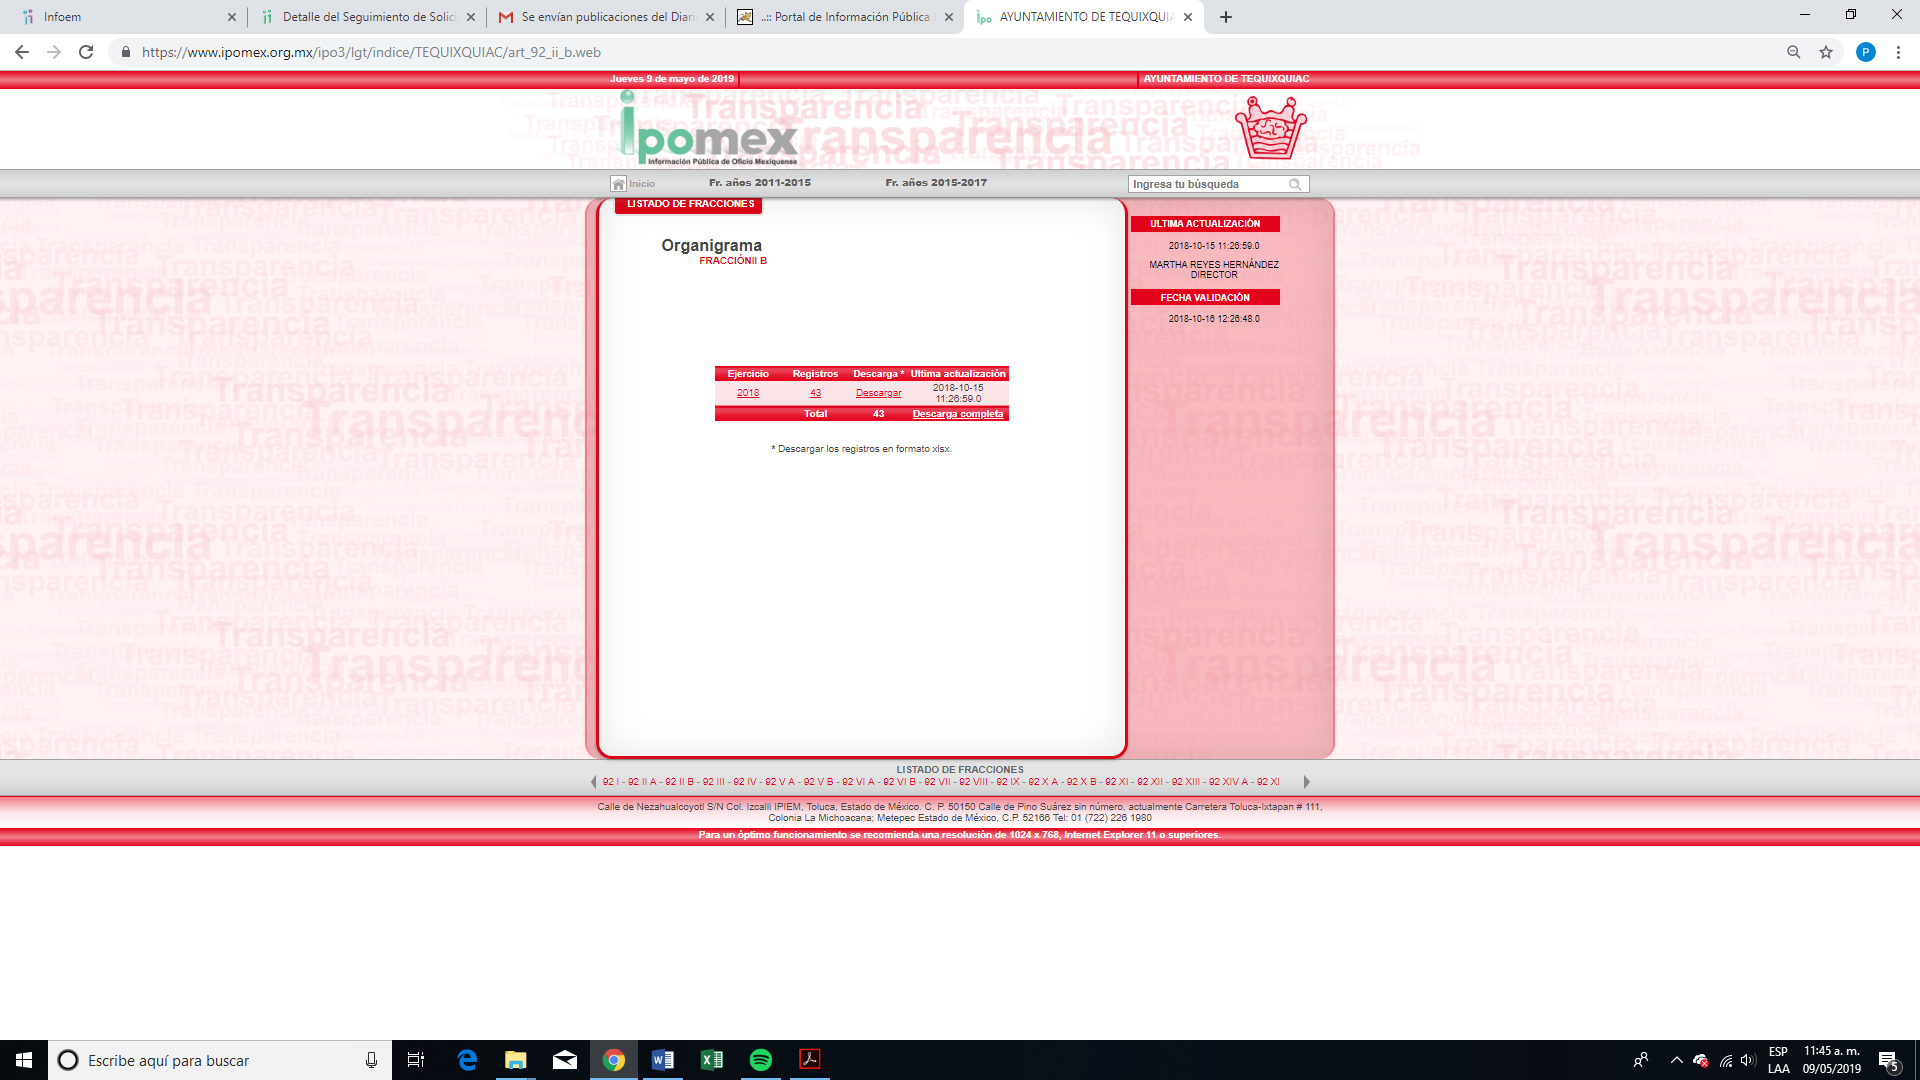 Infoem
Detalle del Seguimiento de Solici
Se envían publicaciones del Diari
..:: Portal de Información Pública
AYUNTAMIENTO DE TEQUIXQUIA
https://www.ipomex.org.mx/ipo3/lgt/indice/TEQUIXQUIAC/art_92_ii_b.web
P
Jueves 9 de mayo de 2019
AYUNTAMIENTO DE TEQUIXQUIAC
ipomex
Información Pública de Oficio Mexiquense
Transparencia
Inicio
Fr. años 2011-2015
Fr. años 2015-2017
Ingresa tu búsqueda
LISTADO DE FRACCIONES
Organigrama
FRACCIÓNII B
ULTIMA ACTUALIZACIÓN
2018-10-15 11:26:59.0
MARTHA REYES HERNÁNDEZ
DIRECTOR
FECHA VALIDACIÓN
2018-10-16 12:26:48.0
Ejercicio Registros Descarga * Ultima actualización
2018 43 Descargar 2018-10-15
11:26:59.0
Total 43 Descarga completa
* Descargar los registros en formato xlsx.
LISTADO DE FRACCIONES
92 I - 92 II A - 92 II B - 92 III - 92 IV - 92 V A - 92 V B - 92 VI A - 92 VI B - 92 VII - 92 VIII - 92 IX - 92 X A - 92 X B - 92 XI - 92 XII - 92 XIII - 92 XIV A - 92 XI
Calle de Nezahualcoyotl S/N Col. Izcalli IPIEM, Toluca, Estado de México. C. P. 50150 Calle de Pino Suárez sin número, actualmente Carretera Toluca-Ixtapan # 111,
Colonia La Michoacana; Metepec Estado de México, C.P. 52166 Tel: 01 (722) 226 1980
Para un óptimo funcionamiento se recomienda una resolución de 1024 x 768, Internet Explorer 11 o superiores.
Escribe aquí para buscar
ESP
LAA
11:45 a. m.
09/05/2019
5